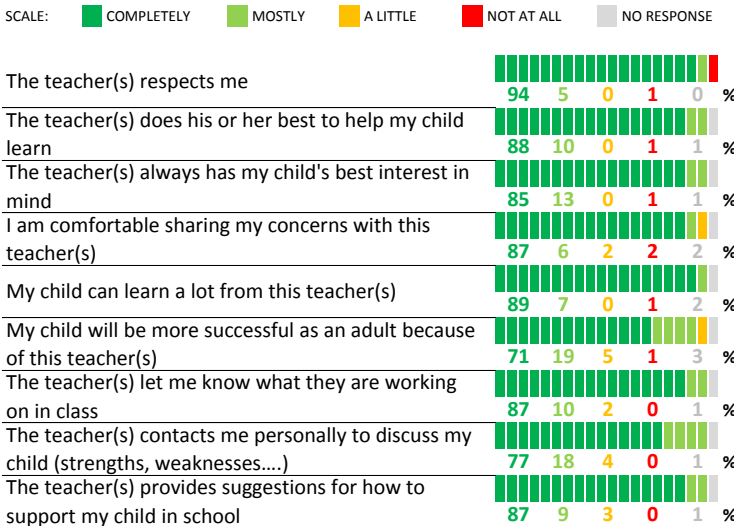 SCALE: COMPLETELY MOSTLY A LITTLE NOT AT ALL NO RESPONSE
The teacher(s) respects me
94 5 0 1 0 %
The teacher(s) does his or her best to help my child
learn
88 10 0 1 1 %
The teacher(s) always has my child's best interest in
mind
85 13 0 1 1 %
I am comfortable sharing my concerns with this
teacher(s)
87 6 2 2 2 %
My child can learn a lot from this teacher(s)
89 7 0 1 2 %
My child will be more successful as an adult because
of this teacher(s)
71 19 5 1 3 %
The teacher(s) let me know what they are working
on in class
87 10 2 0 1 %
The teacher(s) contacts me personally to discuss my
child (strengths, weaknesses....)
77 18 4 0 1 %
The teacher(s) provides suggestions for how to
support my child in school
87 9 3 0 1 %